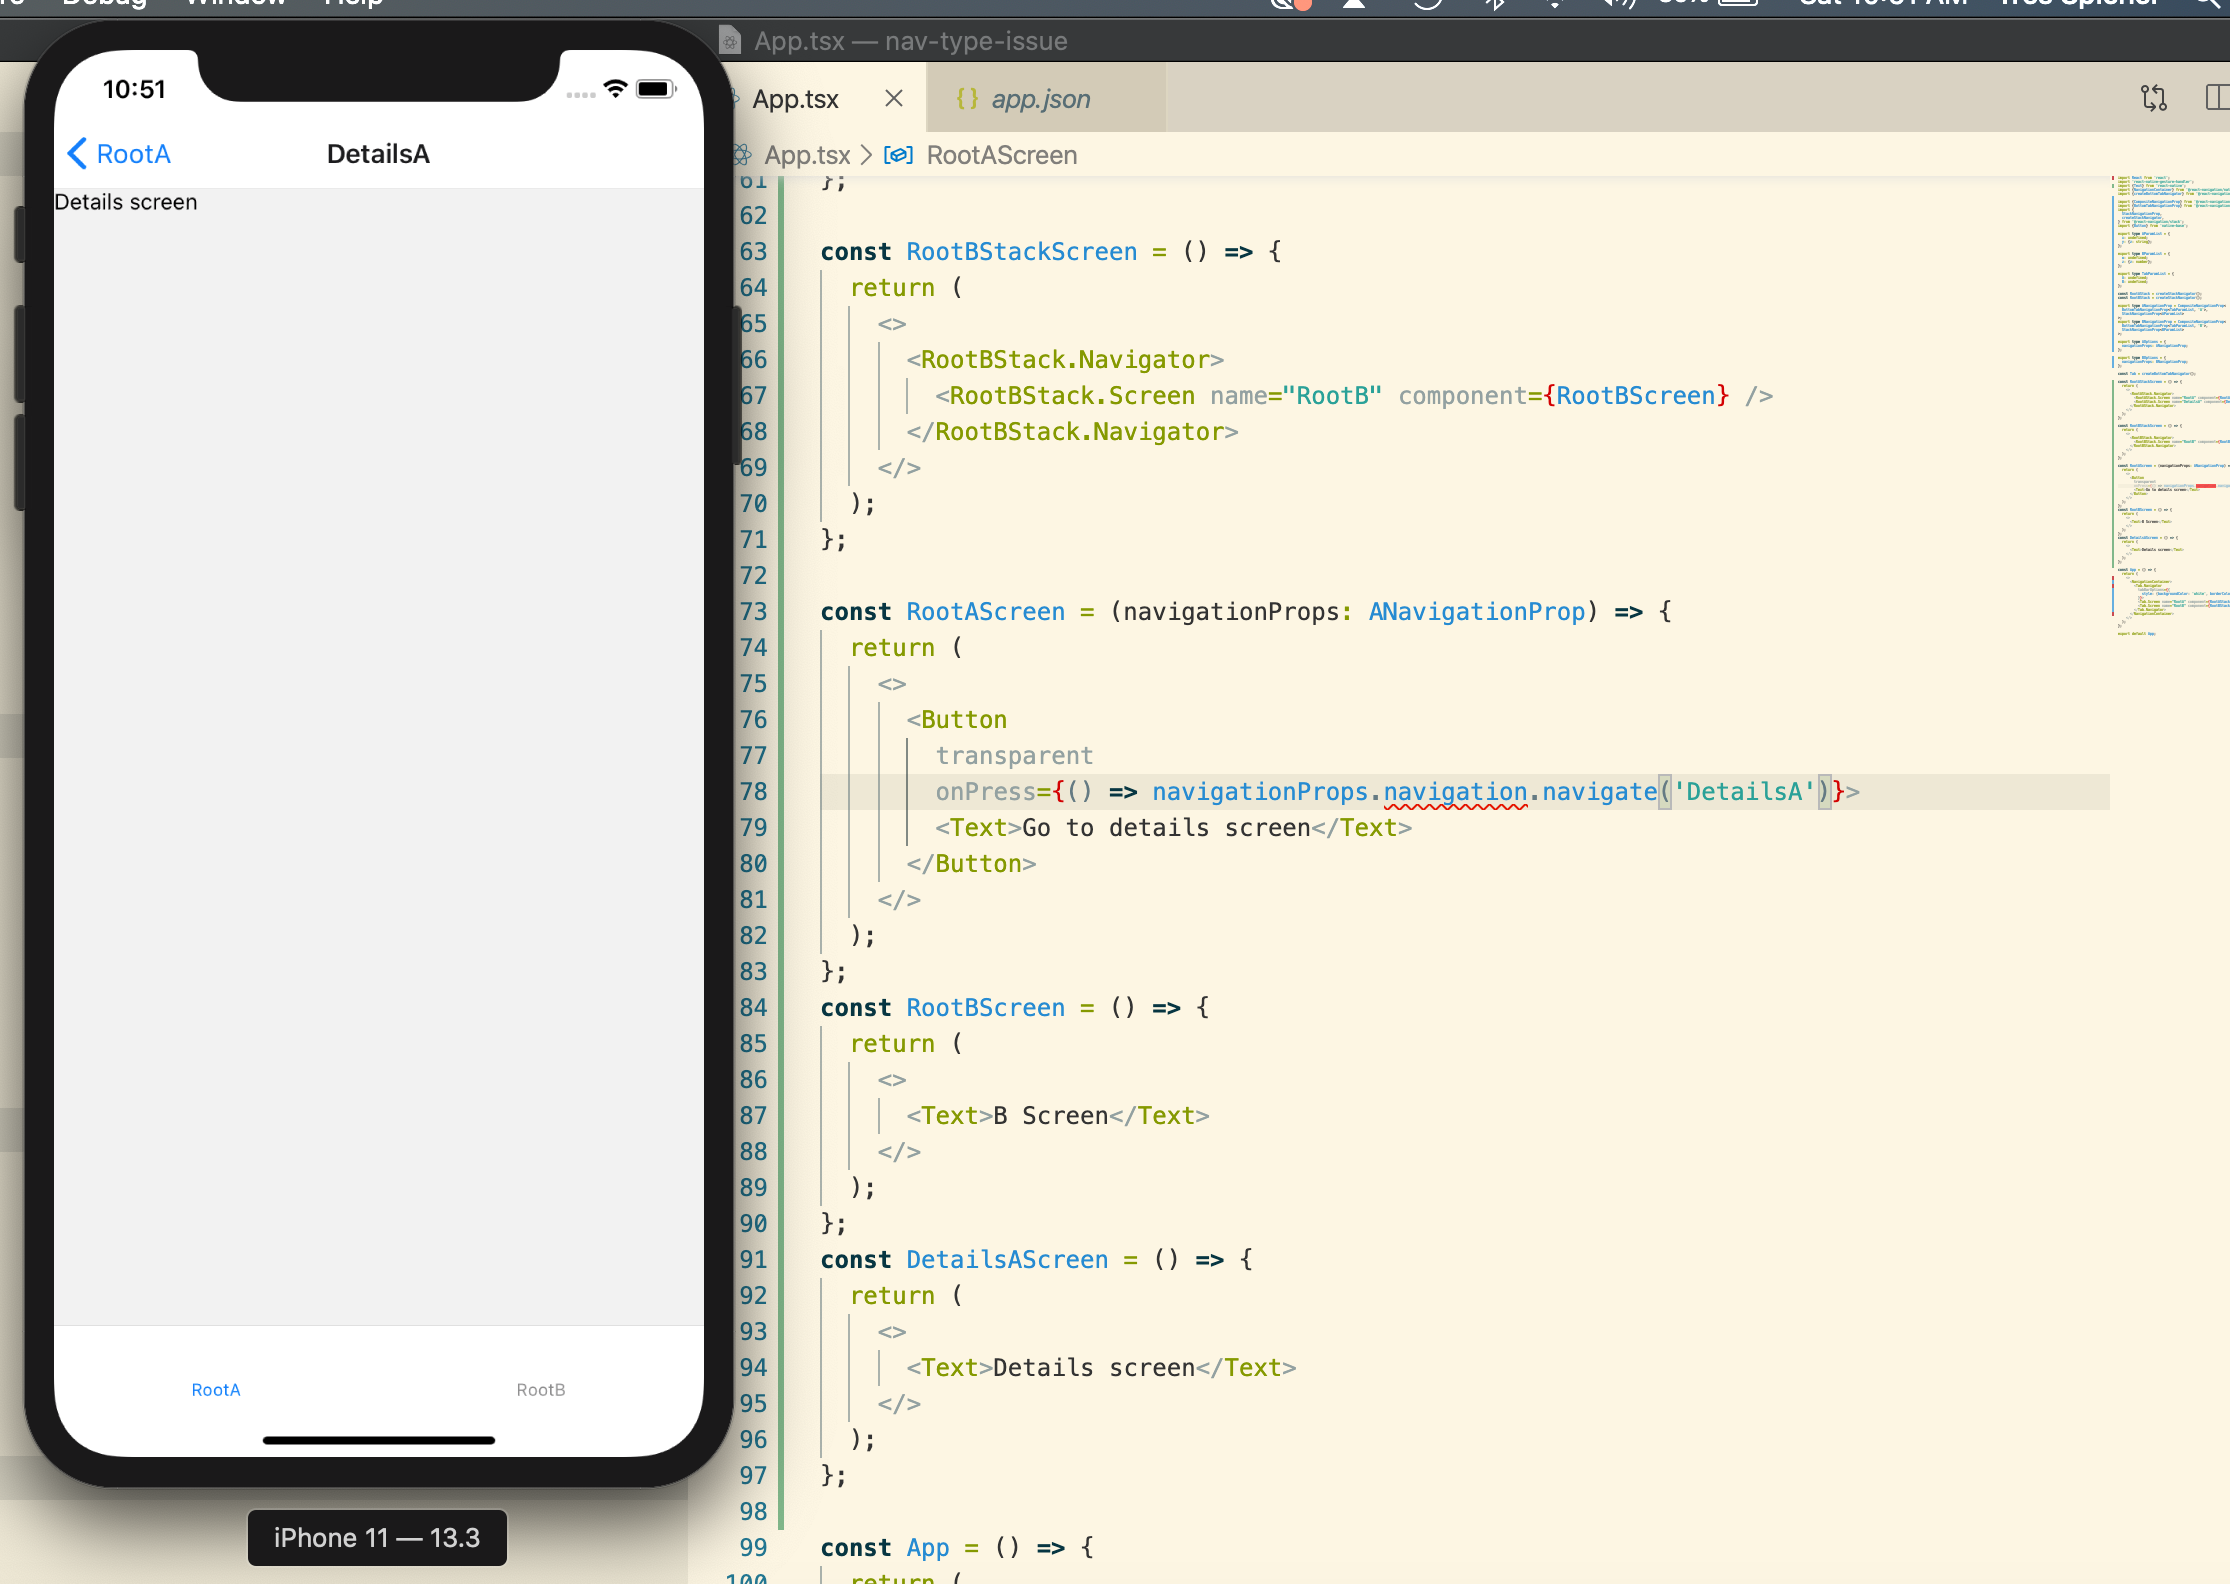 Debug Window Help
App.tsx — nav-type-issue
App.tsx
{} app.json
App.tsx > RootAScreen
10:51
RootA
DetailsA
Details screen
RootA
RootB
iPhone 11 — 13.3
61 };
62
63 const RootBStackScreen = () => {
64 return (
65 <>
66 <RootBStack.Navigator>
67 <RootBStack.Screen name="RootB" component={RootBScreen} />
68 </RootBStack.Navigator>
69 </>
70 );
71 };
72
73 const RootAScreen = (navigationProps: ANavigationProp) => {
74 return (
75 <>
76 <Button
77 transparent
78 onPress={() => navigationProps.navigation.navigate('DetailsA')}>
79 <Text>Go to details screen</Text>
80 </Button>
81 </>
82 );
83 };
84 const RootBScreen = () => {
85 return (
86 <>
87 <Text>B Screen</Text>
88 </>
89 );
90 };
91 const DetailsAScreen = () => {
92 return (
93 <>
94 <Text>Details screen</Text>
95 </>
96 );
97 };
98
99 const App = () => {
100 return (